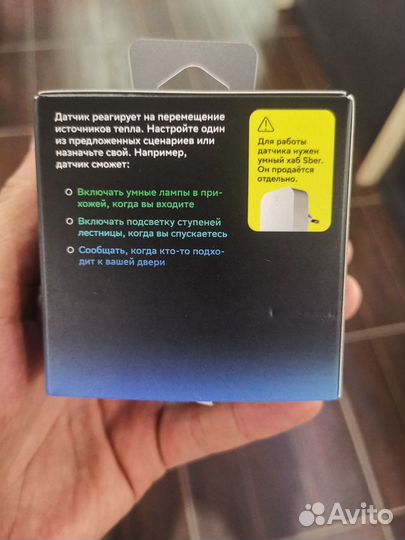 Датчик реагирует на перемещение
источников тепла. Настройте один
из предложенных сценариев или
назначьте свой. Например,
датчик сможет:
Включать умные лампы в при-
хожей, когда вы входите
Включать подсветку ступеней
лестницы, когда вы спускаетесь
Сообщать, когда кто-то подхо-
дит к вашей двери
Для работы
датчика нужен
умный хаб Sber.
Он продаётся
отдельно.
Avito